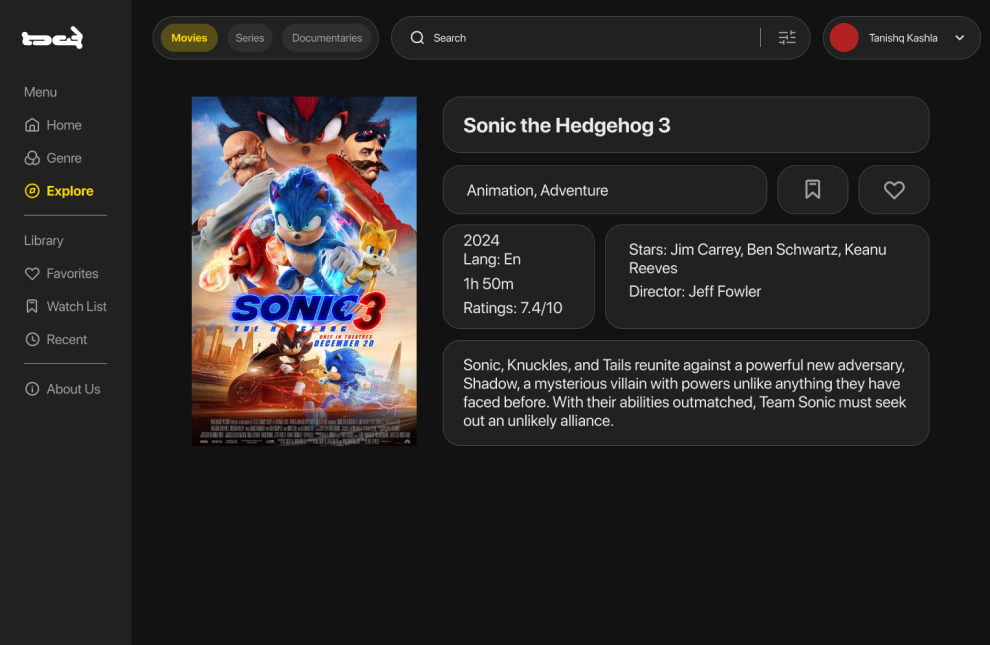 Movies
Series
Documentaries
Search
Tanishq Kashla
Menu
Home
Genre
Explore
Library
Favorites
Watch List
Recent
About Us
SONIC 3
THE HEDGEHOG
ONLY IN THEATRES
DECEMBER 20
Sonic the Hedgehog 3
Animation, Adventure
2024
Lang: En
1h 50m
Ratings: 7.4/10
Stars: Jim Carrey, Ben Schwartz, Keanu
Reeves
Director: Jeff Fowler
Sonic, Knuckles, and Tails reunite against a powerful new adversary,
Shadow, a mysterious villain with powers unlike anything they have
faced before. With their abilities outmatched, Team Sonic must seek
out an unlikely alliance.